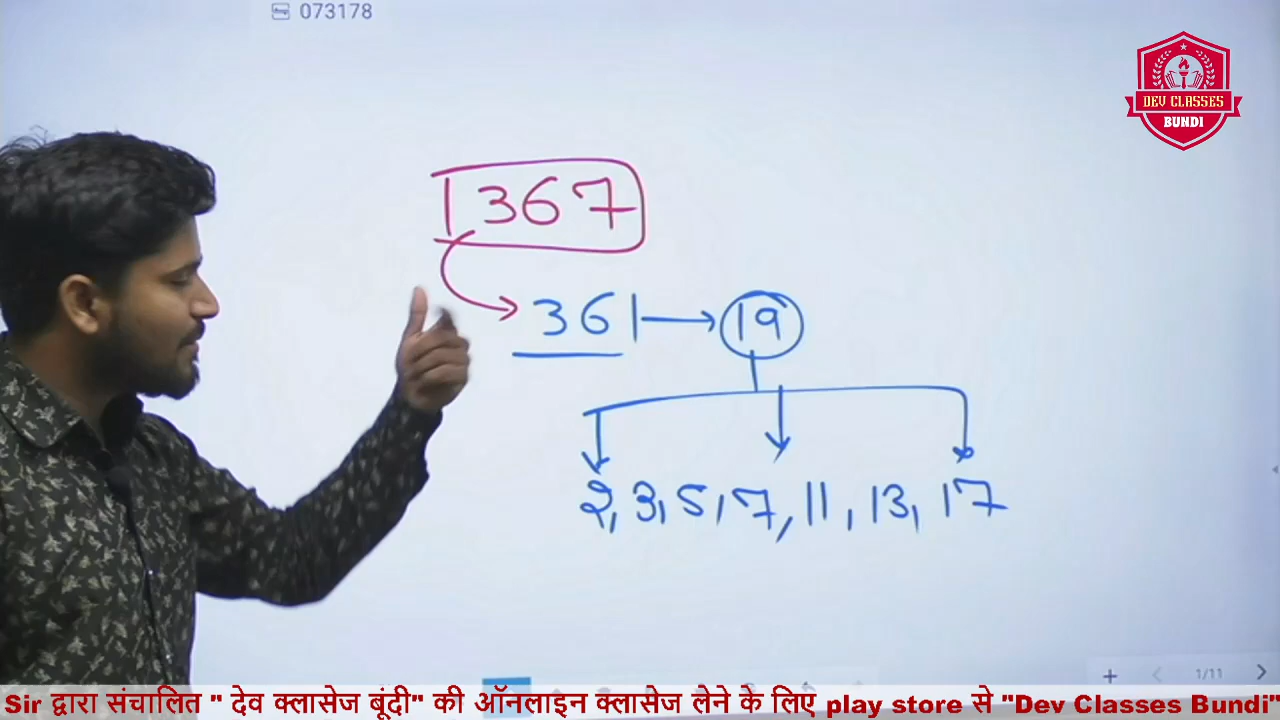 073178
DEV CLASSES
BUNDI
367
361 → 19
2, 3, 5, 7, 11, 13, 17
1/11
Sir द्वारा संचालित " देव क्लासेज बूंदी" की ऑनलाइन क्लासेज लेने के लिए play store से "Dev Classes Bundi"